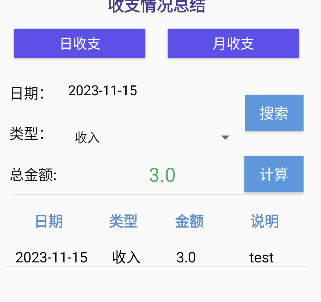 收支情况总结
日收支 月收支
日期: 2023-11-15
搜索
类型: 收入
总金额: 3.0 计算
日期 类型 金额 说明
2023-11-15 收入 3.0 test